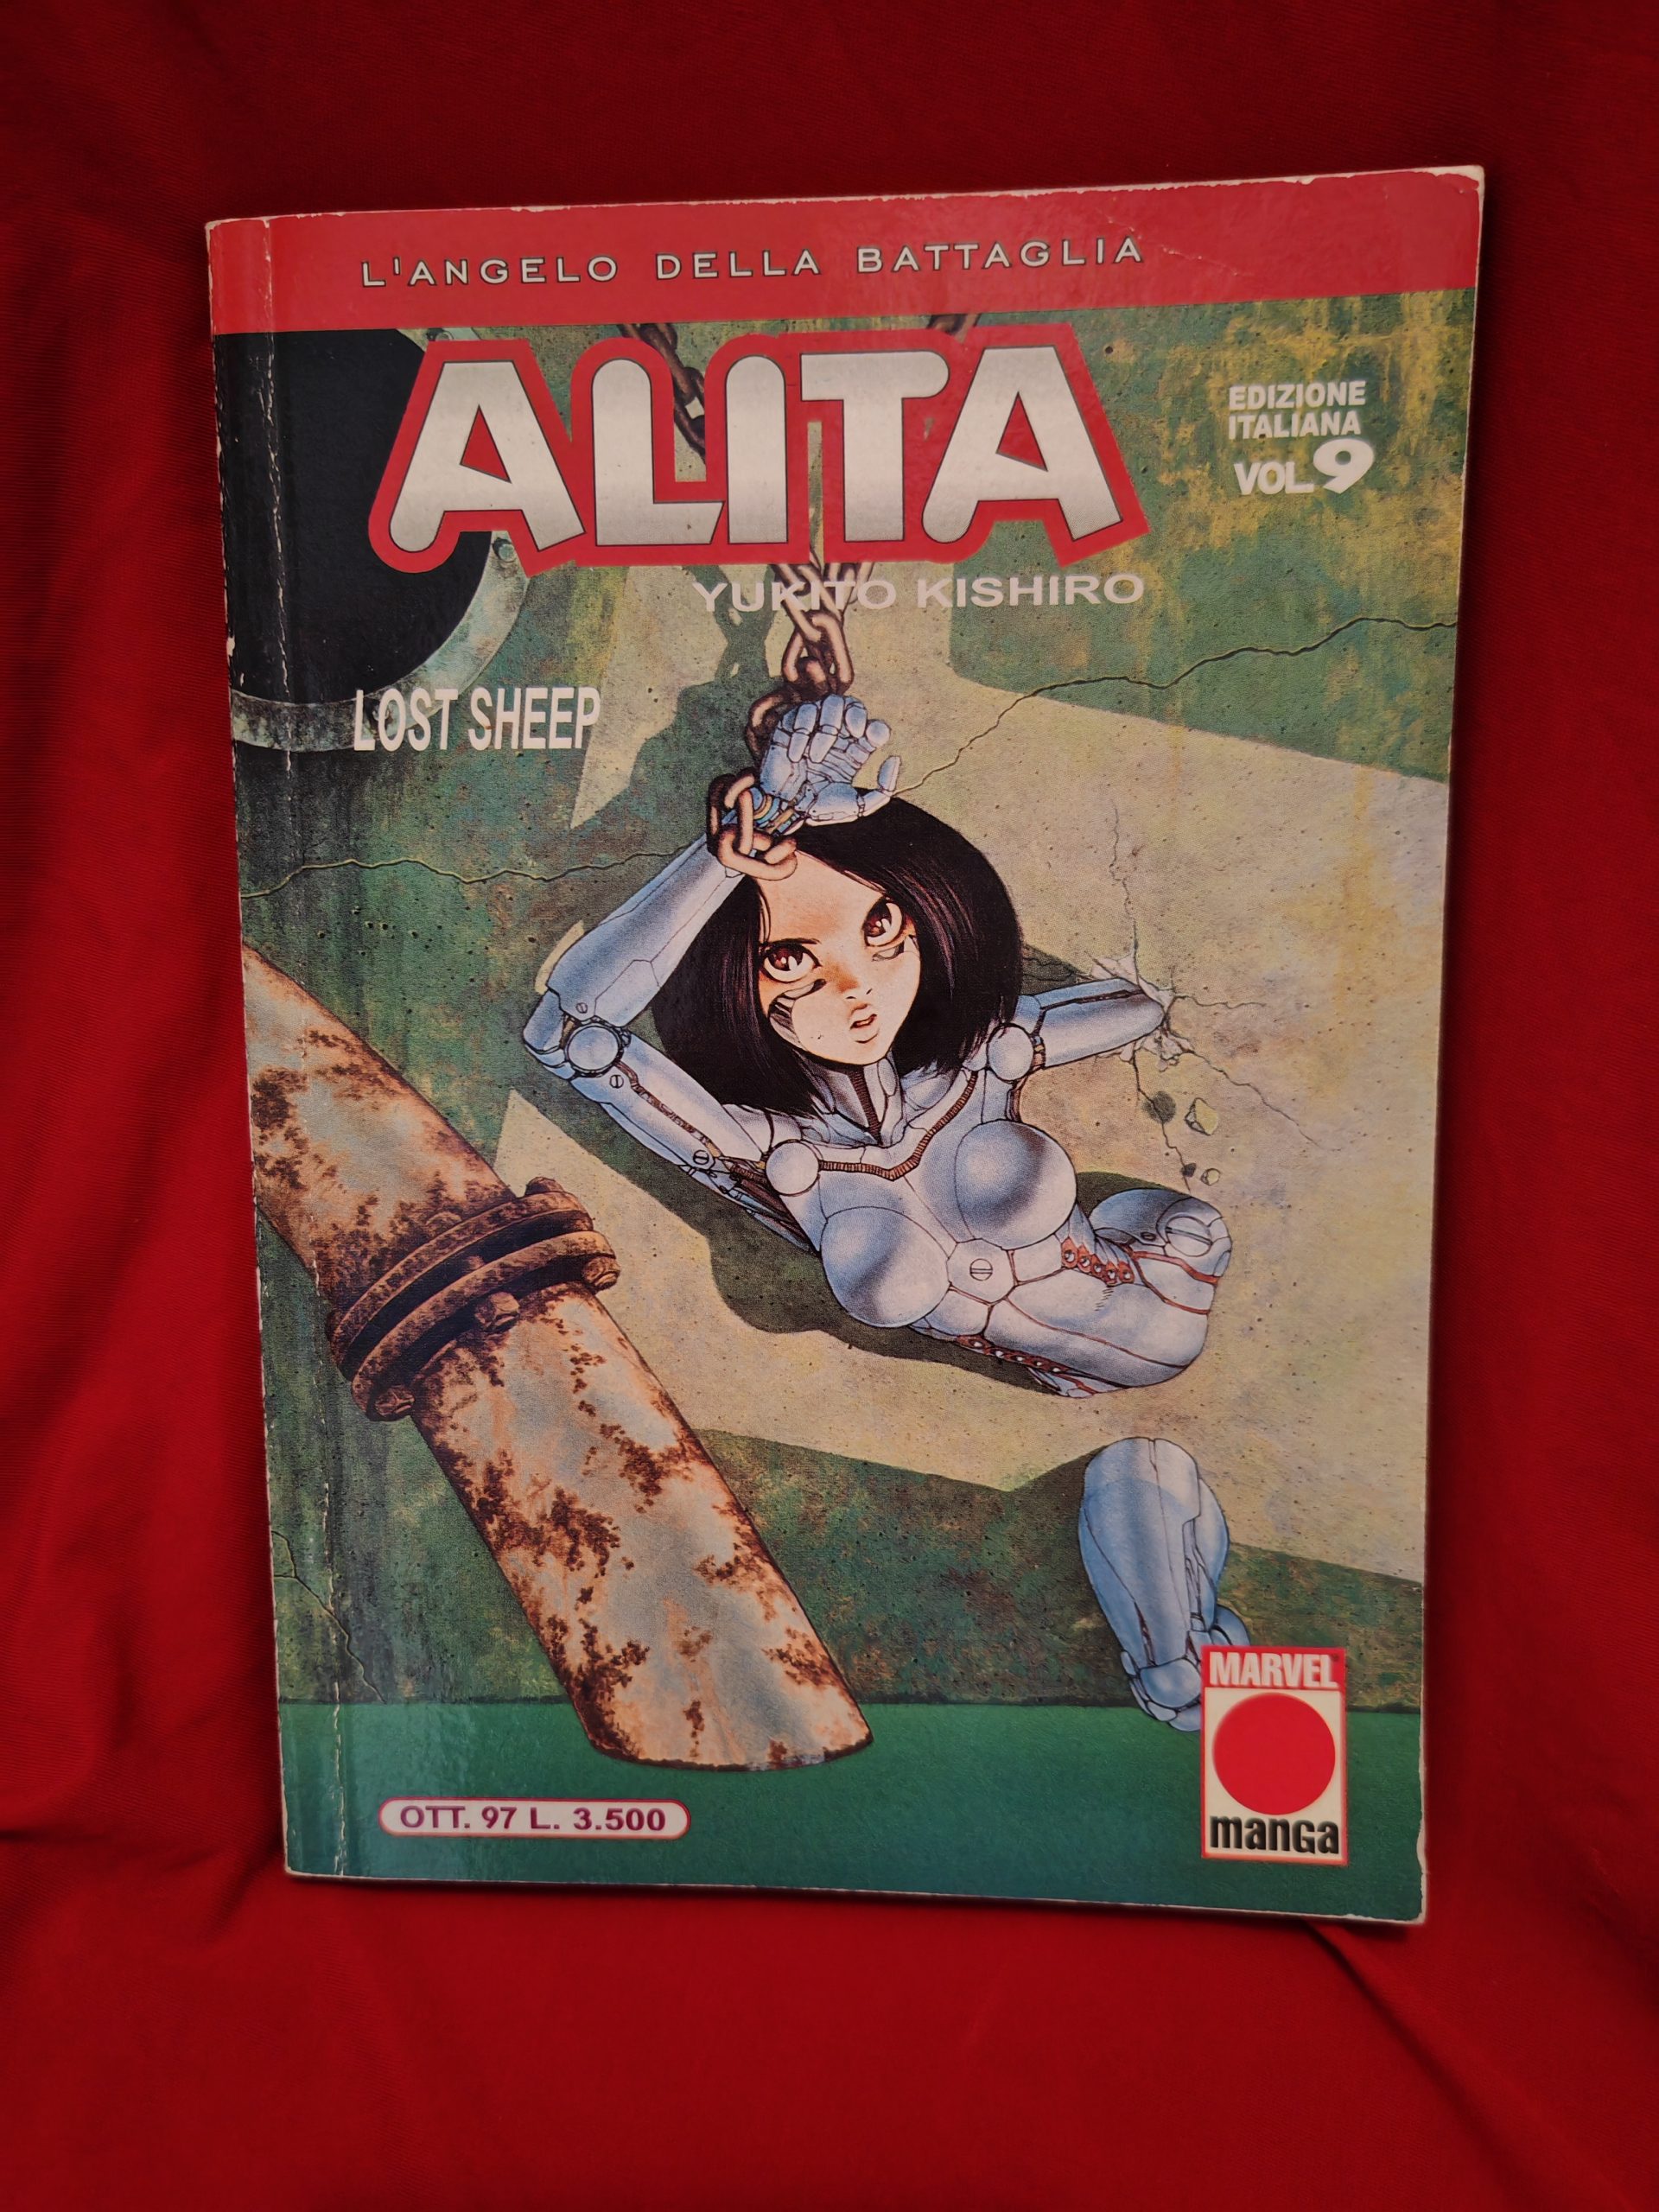 L'ANGELO DELLA BATTAGLIA
ALITA
EDIZIONE
ITALIANA
VOL.9
YUKITO KISHIRO
LOST SHEEP
MARVEL
manga
OTT. 97 L. 3.500